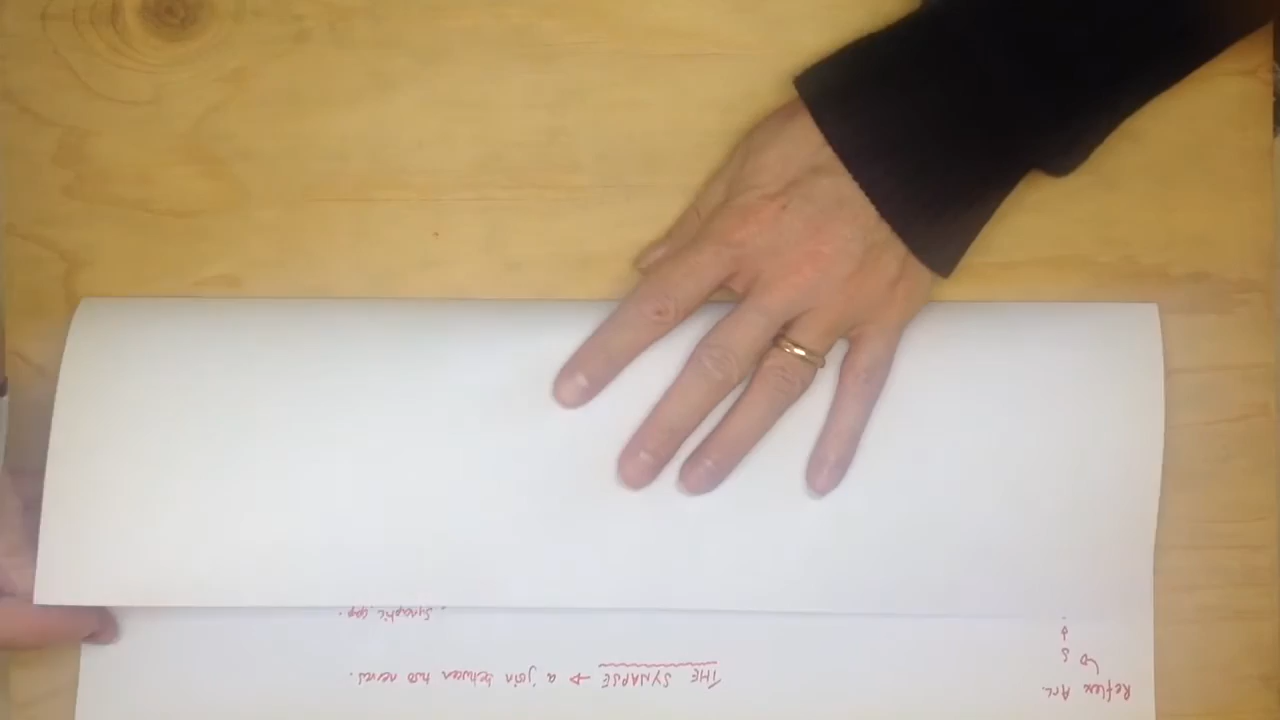 Reflex Arc.
↳ S
THE SYNAPSE → a join between two nerves.
. Synaptic gap.